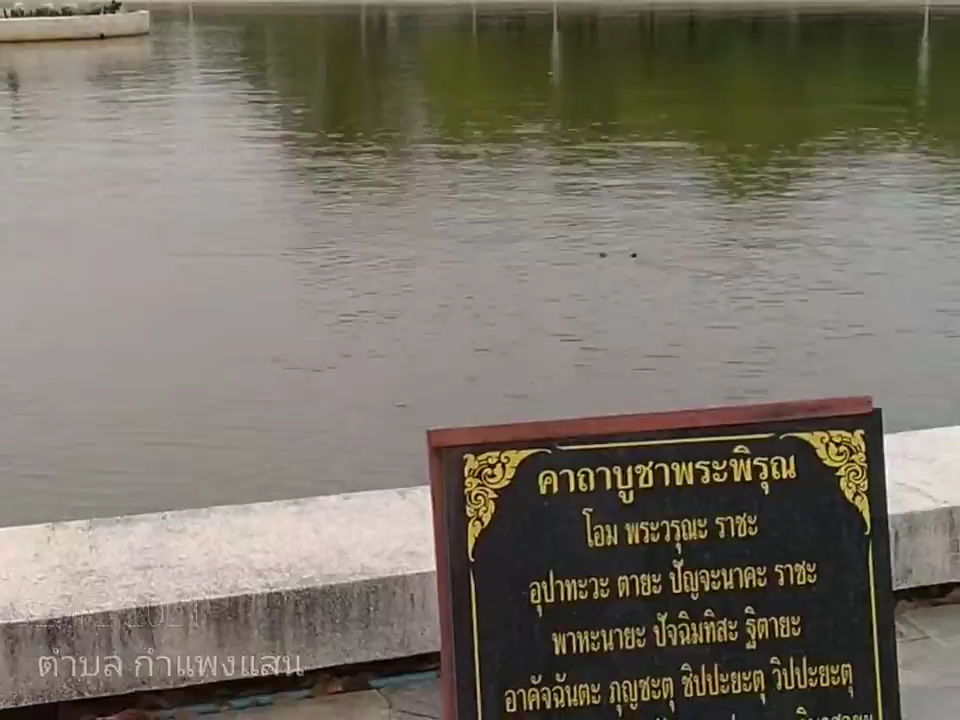 คาถาบูชาพระพิรุณ
โอม พระวรุณะ ราชะ
อุปาทะวะ ตายะ ปัญจะนาคะ ราชะ
พาหะนายะ ปัจฉิมทิสะ ฐิตายะ
อาคัจฉันตะ ภุญชะตุ ชิปปะยะตุ วิปปะยะตุ
ตำบล กำแพงแสน